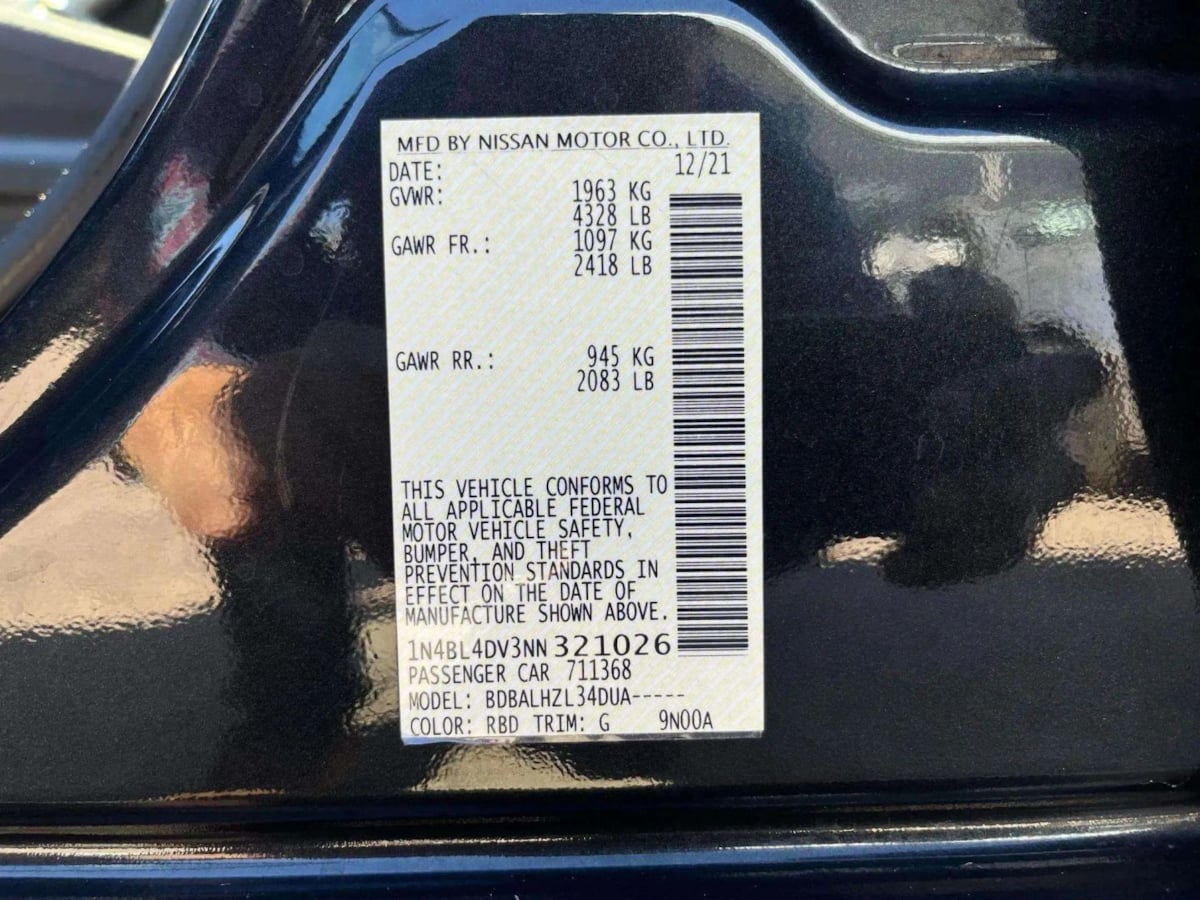 MFD BY NISSAN MOTOR CO., LTD.
DATE: 12/21
GVWR: 1963 KG
4328 LB
GAWR FR.: 1097 KG
2418 LB
GAWR RR.: 945 KG
2083 LB
THIS VEHICLE CONFORMS TO
ALL APPLICABLE FEDERAL
MOTOR VEHICLE SAFETY,
BUMPER, AND THEFT
PREVENTION STANDARDS IN
EFFECT ON THE DATE OF
MANUFACTURE SHOWN ABOVE.
1N4BL4DV3NN 321026
PASSENGER CAR 711368
MODEL: BDBALHZL34DUA-----
COLOR: RBD TRIM: G 9N00A